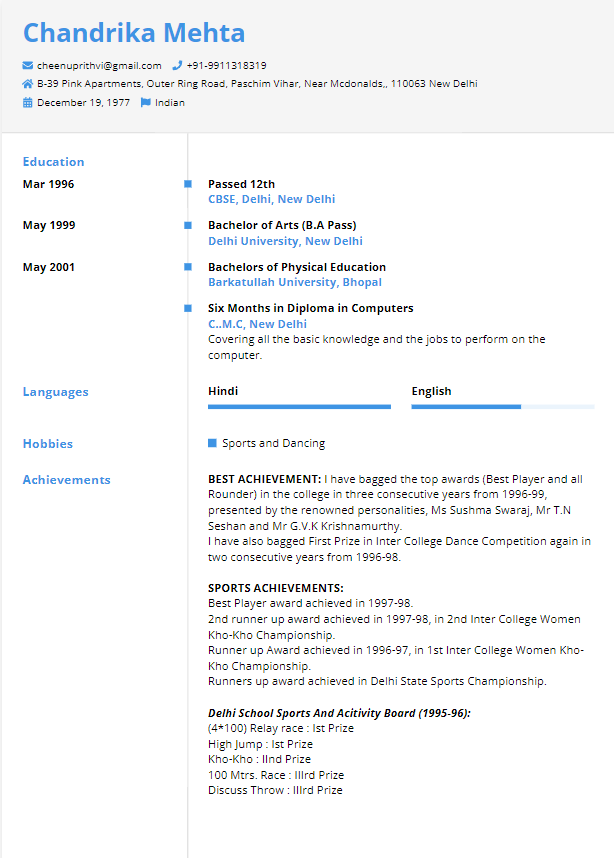 Chandrika Mehta
cheenuprithvi@gmail.com +91-9911318319
B-39 Pink Apartments, Outer Ring Road, Paschim Vihar, Near Mcdonalds,, 110063 New Delhi
December 19, 1977 Indian
Education
Mar 1996 Passed 12th
CBSE, Delhi, New Delhi
May 1999 Bachelor of Arts (B.A Pass)
Delhi University, New Delhi
May 2001 Bachelors of Physical Education
Barkatullah University, Bhopal
Six Months in Diploma in Computers
C..M.C, New Delhi
Covering all the basic knowledge and the jobs to perform on the
computer.
Languages Hindi English
Hobbies Sports and Dancing
Achievements BEST ACHIEVEMENT: I have bagged the top awards (Best Player and all
Rounder) in the college in three consecutive years from 1996-99,
presented by the renowned personalities, Ms Sushma Swaraj, Mr T.N
Seshan and Mr G.V.K Krishnamurthy.
I have also bagged First Prize in Inter College Dance Competition again in
two consecutive years from 1996-98.
SPORTS ACHIEVEMENTS:
Best Player award achieved in 1997-98.
2nd runner up award achieved in 1997-98, in 2nd Inter College Women
Kho-Kho Championship.
Runner up Award achieved in 1996-97, in 1st Inter College Women Kho-
Kho Championship.
Runners up award achieved in Delhi State Sports Championship.
Delhi School Sports And Acitivity Board (1995-96):
(4*100) Relay race : Ist Prize
High Jump : Ist Prize
Kho-Kho : IInd Prize
100 Mtrs. Race : IIIrd Prize
Discuss Throw : IIIrd Prize